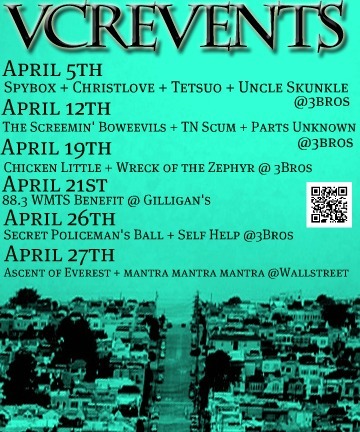 VCREVENTS
April 5th
Spybox + Christlove + Tetsuo + Uncle Skunkle
@3Bros
April 12th
The Screemin' Boweevils + TN Scum + Parts Unknown
@3Bros
April 19th
Chicken Little + Wreck of the Zephyr @ 3Bros
April 21st
88.3 WMTS Benefit @ Gilligan's
April 26th
Secret Policeman's Ball + Self Help @3Bros
April 27th
Ascent of Everest + mantra mantra mantra @Wallstreet